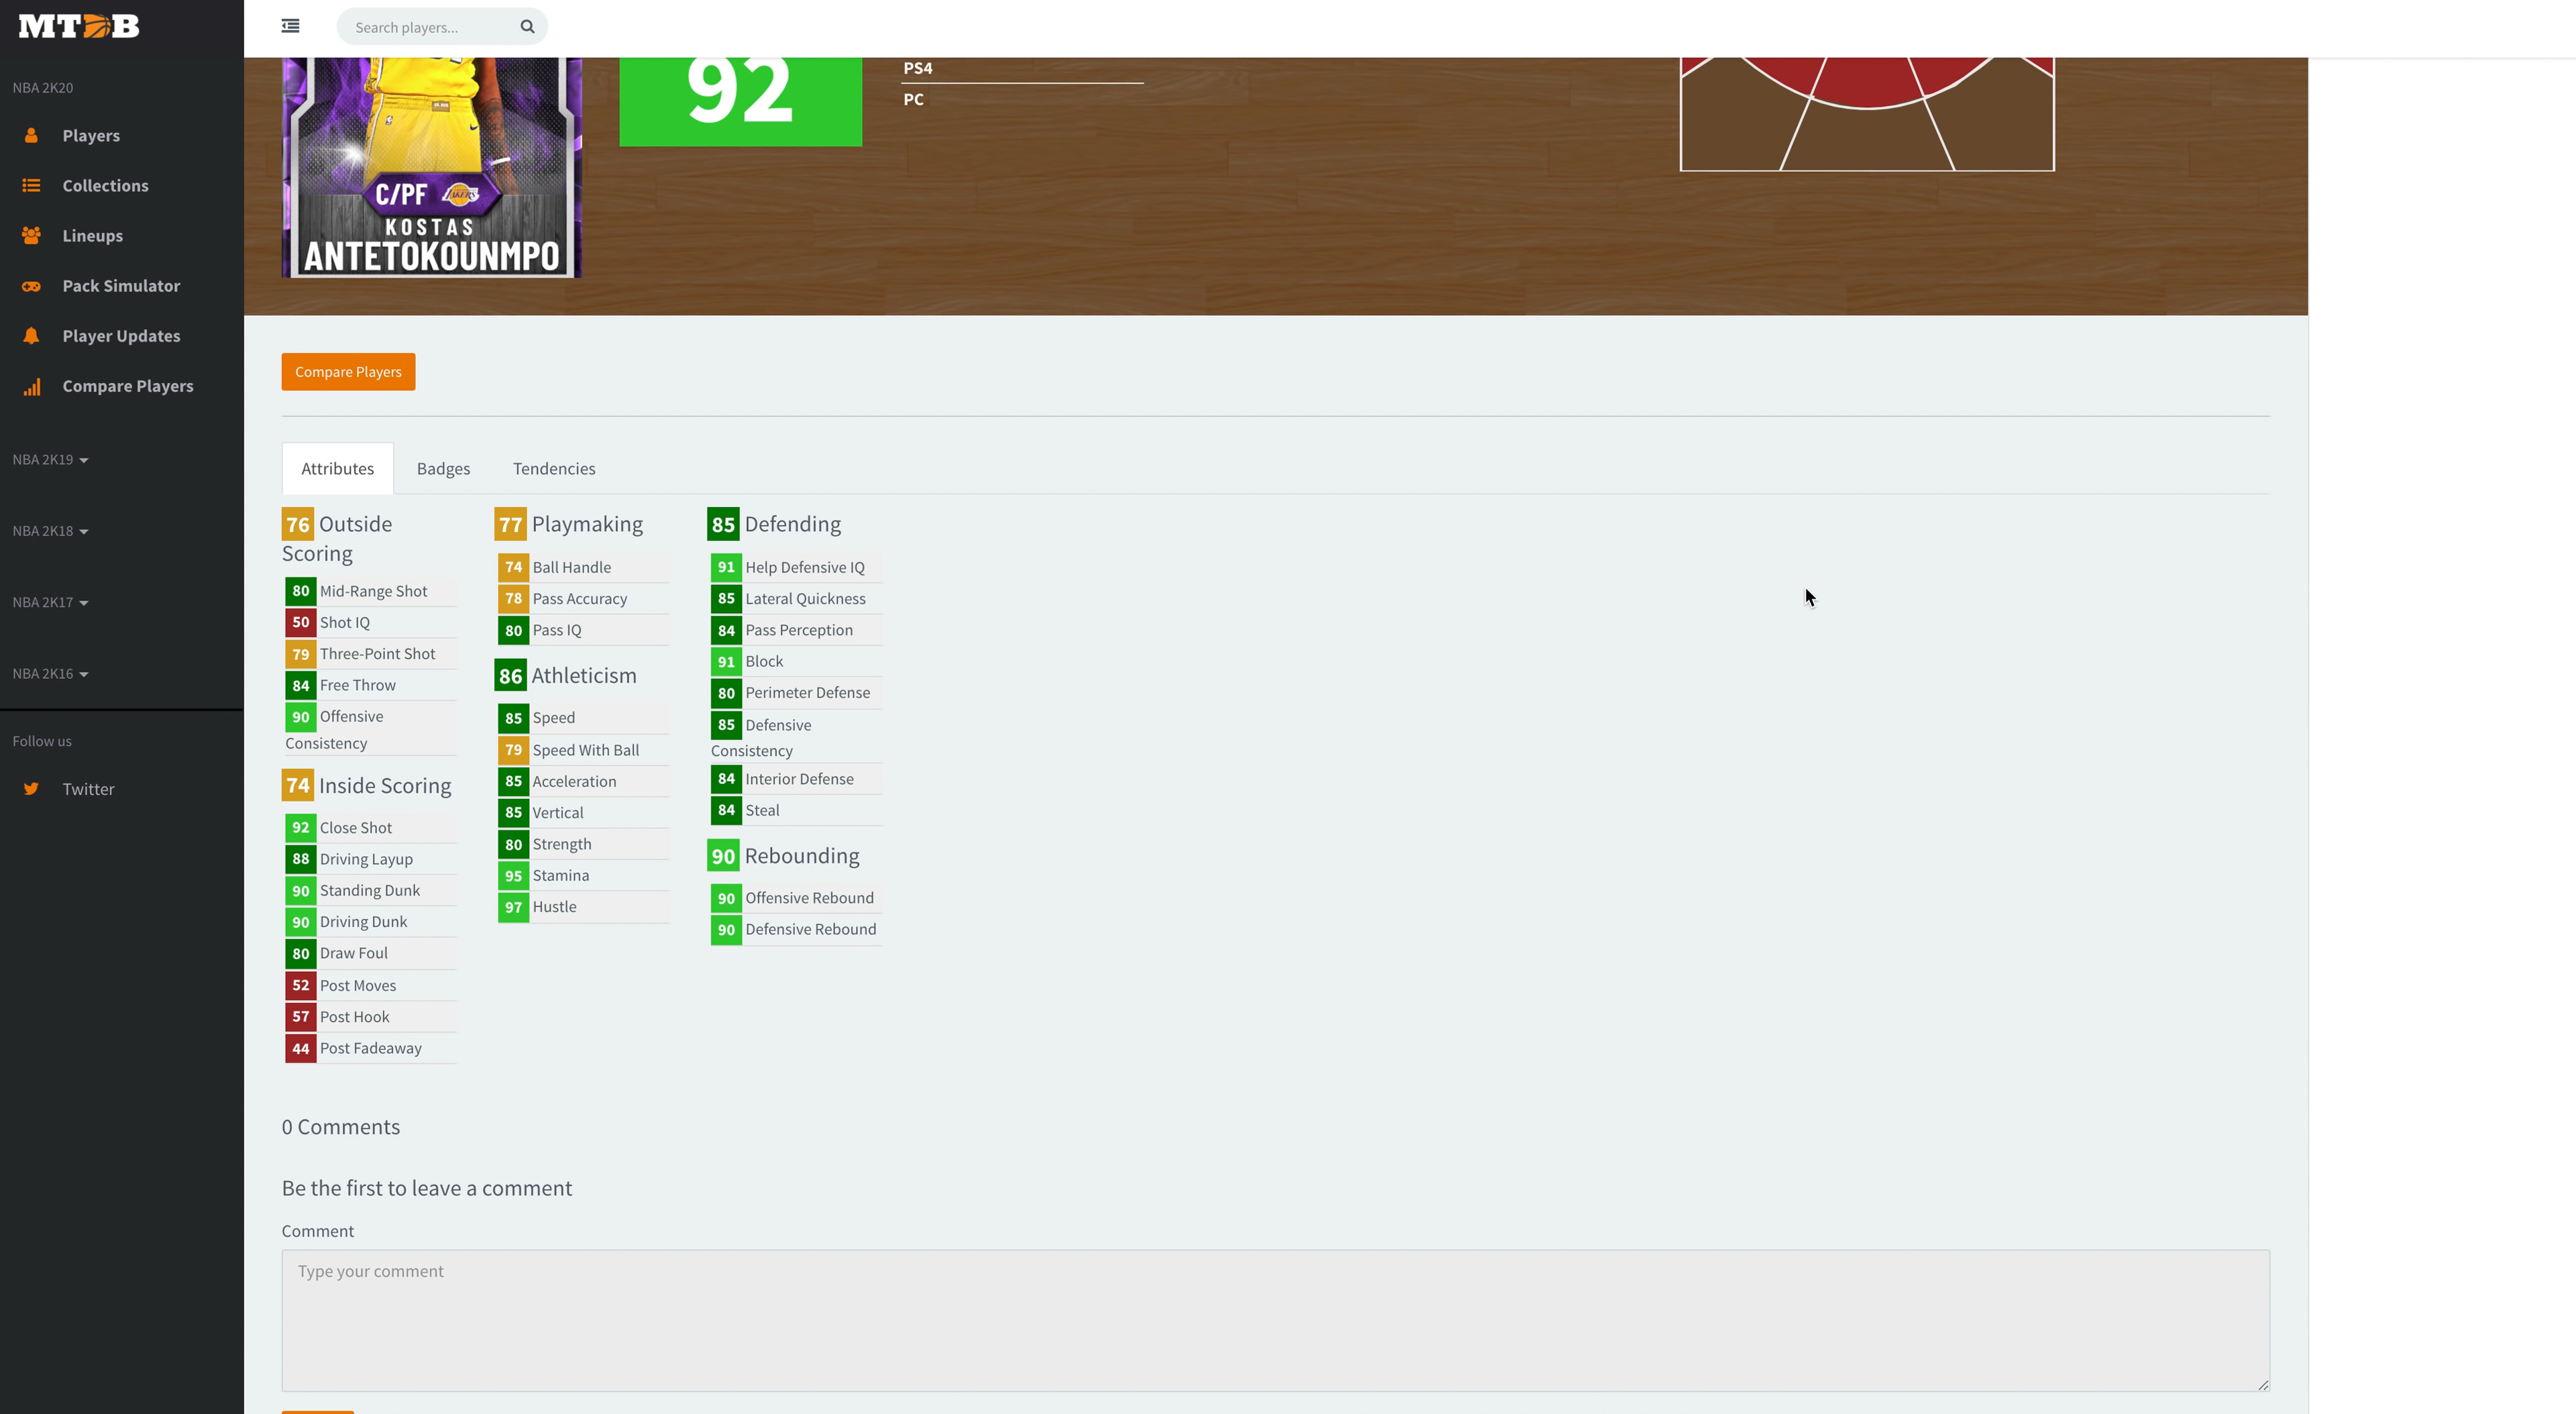 MTDB
Search players...
NBA 2K20
Players
Collections
Lineups
Pack Simulator
Player Updates
Compare Players
NBA 2K19
NBA 2K18
NBA 2K17
NBA 2K16
Follow us
Twitter
92
PS4
PC
C/PF
LAKERS
KOSTAS
ANTETOKOUNMPO
Compare Players
Attributes
Badges
Tendencies
76 Outside
Scoring
80 Mid-Range Shot
50 Shot IQ
79 Three-Point Shot
84 Free Throw
90 Offensive
Consistency
74 Inside Scoring
92 Close Shot
88 Driving Layup
90 Standing Dunk
90 Driving Dunk
80 Draw Foul
52 Post Moves
57 Post Hook
44 Post Fadeaway
77 Playmaking
74 Ball Handle
78 Pass Accuracy
80 Pass IQ
86 Athleticism
85 Speed
79 Speed With Ball
85 Acceleration
85 Vertical
80 Strength
95 Stamina
97 Hustle
85 Defending
91 Help Defensive IQ
85 Lateral Quickness
84 Pass Perception
91 Block
80 Perimeter Defense
85 Defensive
Consistency
84 Interior Defense
84 Steal
90 Rebounding
90 Offensive Rebound
90 Defensive Rebound
0 Comments
Be the first to leave a comment
Comment
Type your comment